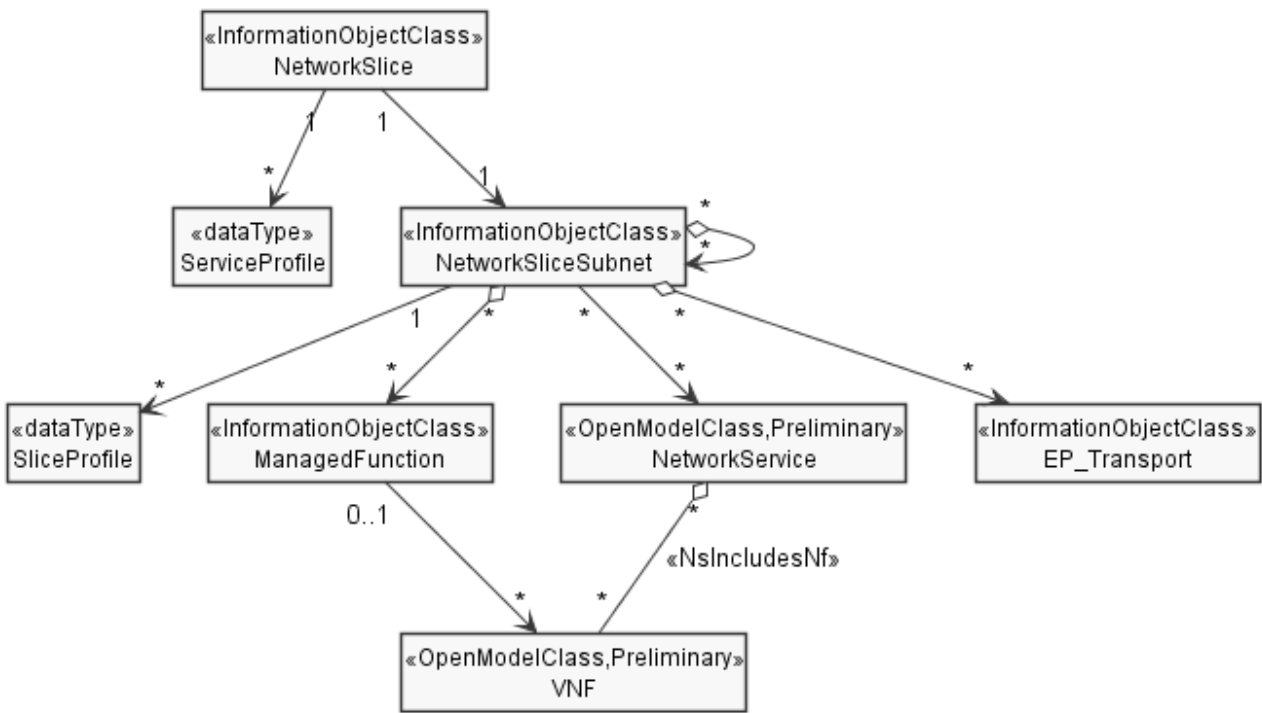 «InformationObjectClass»
NetworkSlice
1
1
*
1
«dataType»
ServiceProfile
«InformationObjectClass»
NetworkSliceSubnet
*
*
1
*
*
*
*
*
*
*
«dataType»
SliceProfile
«InformationObjectClass»
ManagedFunction
«OpenModelClass,Preliminary»
NetworkService
«InformationObjectClass»
EP_Transport
0..1
*
«NsIncludesNf»
*
*
«OpenModelClass,Preliminary»
VNF